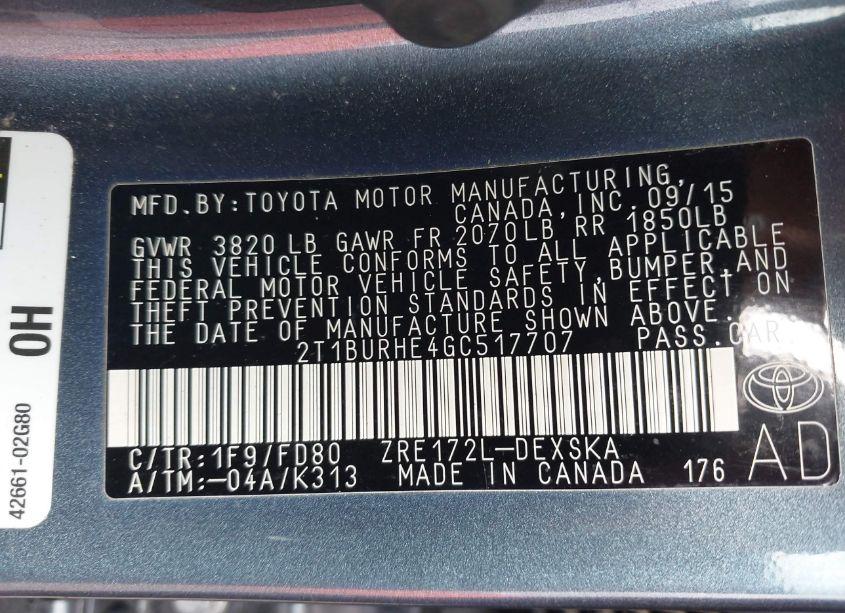 MFD.BY:TOYOTA MOTOR MANUFACTURING,
CANADA, INC. 09/15
GVWR 3820 LB GAWR FR 2070LB RR 1850LB
THIS VEHICLE CONFORMS TO ALL APPLICABLE
FEDERAL MOTOR VEHICLE SAFETY, BUMPER, AND
THEFT PREVENTION STANDARDS IN EFFECT ON
THE DATE OF MANUFACTURE SHOWN ABOVE.
2T1BURHE4GC517707 PASS.CAR
C/TR:1F9/FD80 ZRE172L-DEXSKA
A/TM:-04A/K313 MADE IN CANADA 176
AD
OH
42661-02G80